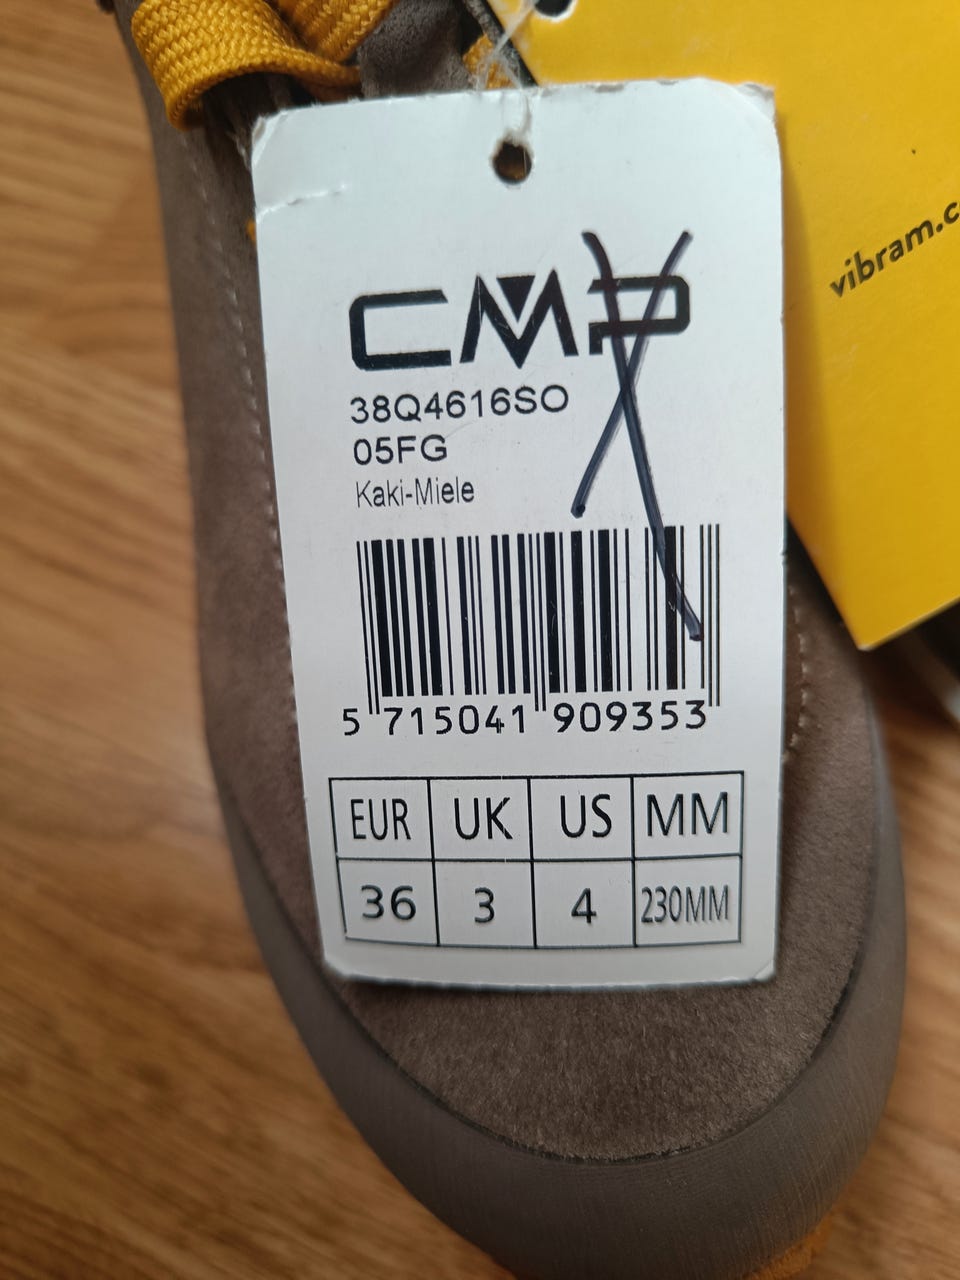 CMP
38Q4616SO
05FG
Kaki-Miele
5 715041 909353
EUR UK US MM
36 3 4 230MM
vibram.c